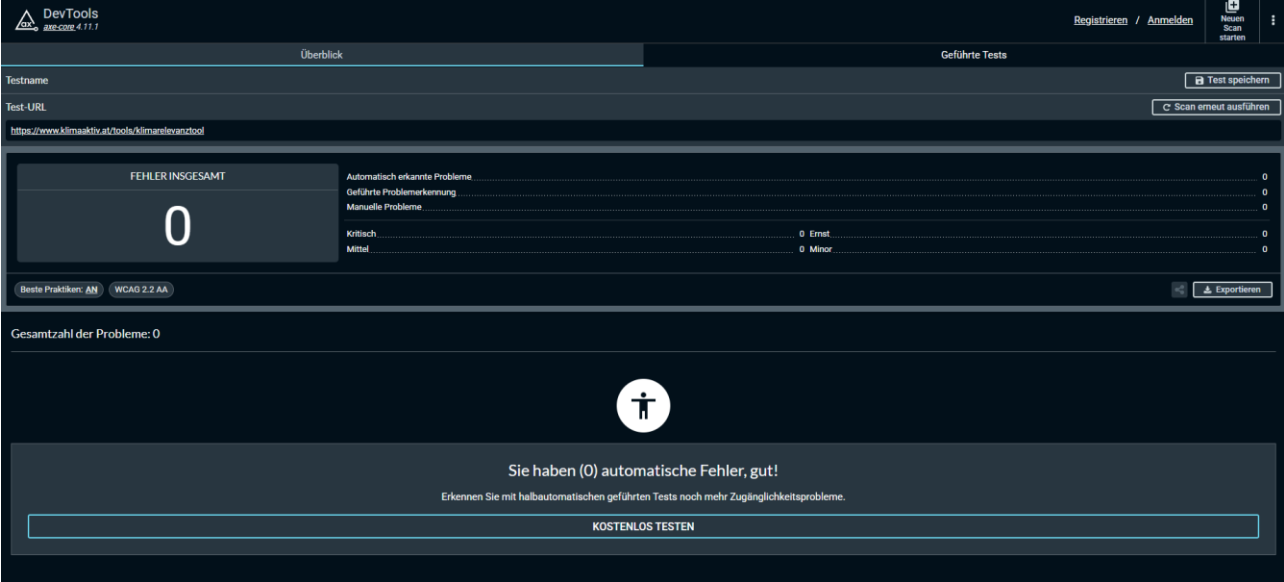 DevTools
axe-core 4.11.1
Registrieren / Anmelden
Neuen
Scan
starten
Überblick
Geführte Tests
Testname
Test speichern
Test-URL
Scan erneut ausführen
https://www.klimaaktiv.at/tools/klimarelevanztool
FEHLER INSGESAMT
0
Automatisch erkannte Probleme 0
Geführte Problemerkennung 0
Manuelle Probleme 0
Kritisch 0 Ernst 0
Mittel 0 Minor 0
Beste Praktiken: AN
WCAG 2.2 AA
Exportieren
Gesamtzahl der Probleme: 0
Sie haben (0) automatische Fehler, gut!
Erkennen Sie mit halbautomatischen geführten Tests noch mehr Zugänglichkeitsprobleme.
KOSTENLOS TESTEN